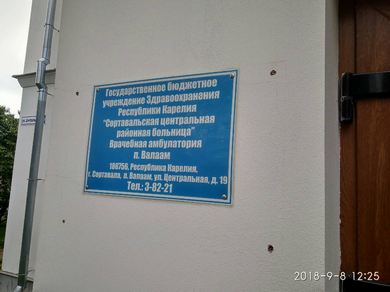 Государственное бюджетное
учреждение Здравоохранения
Республики Карелия
"Сортавальская центральная
районная больница"
Врачебная амбулатория
п. Валаам
186756, Республика Карелия,
г. Сортавала, п. Валаам, ул. Центральная, д. 19
Тел.: 3-82-21
2018-9-8 12:25